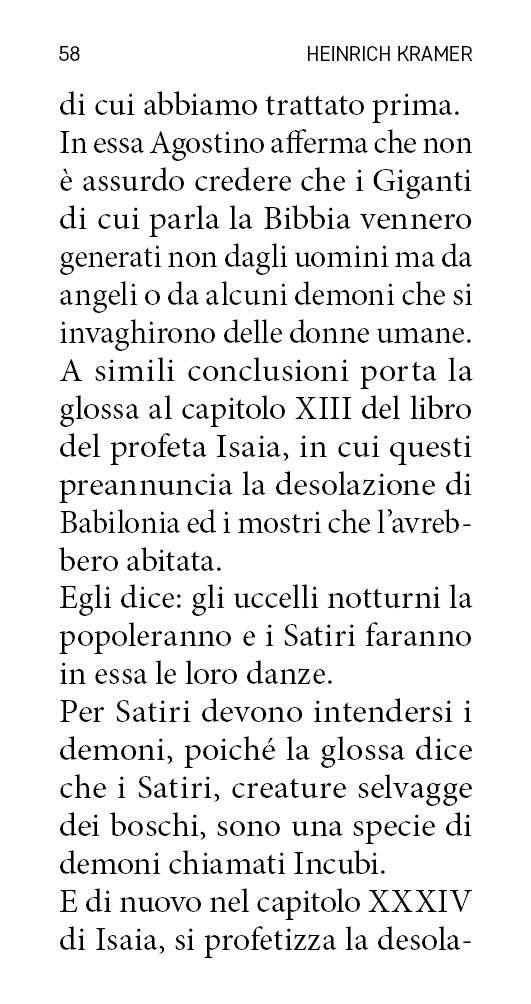 58
HEINRICH KRAMER
di cui abbiamo trattato prima.
In essa Agostino afferma che non
è assurdo credere che i Giganti
di cui parla la Bibbia vennero
generati non dagli uomini ma da
angeli o da alcuni demoni che si
invaghirono delle donne umane.
A simili conclusioni porta la
glossa al capitolo XIII del libro
del profeta Isaia, in cui questi
preannuncia la desolazione di
Babilonia ed i mostri che l’avreb-
bero abitata.
Egli dice: gli uccelli notturni la
popoleranno e i Satiri faranno
in essa le loro danze.
Per Satiri devono intendersi i
demoni, poiché la glossa dice
che i Satiri, creature selvagge
dei boschi, sono una specie di
demoni chiamati Incubi.
E di nuovo nel capitolo XXXIV
di Isaia, si profetizza la desola-